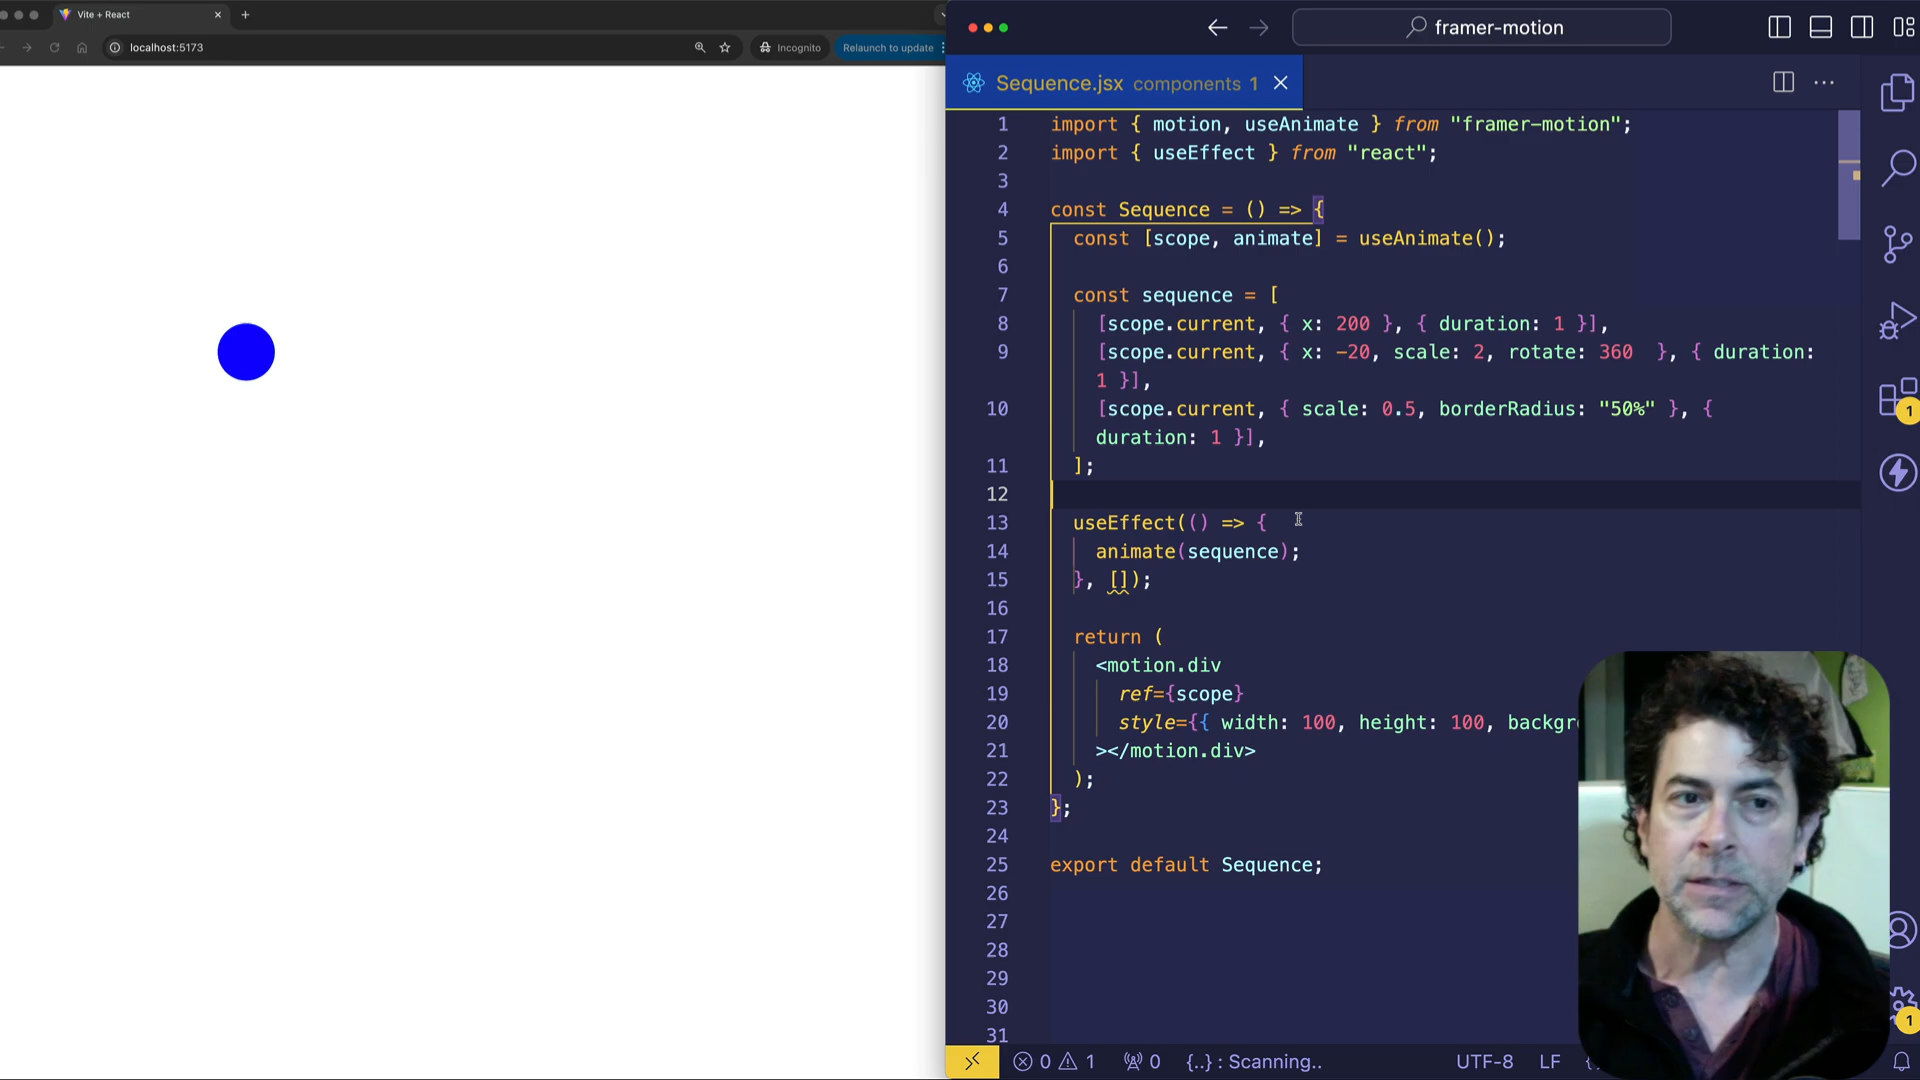 Vite + React
localhost:5173
Incognito
Relaunch to update
framer-motion
Sequence.jsx components 1
1 import { motion, useAnimate } from "framer-motion";
2 import { useEffect } from "react";
3
4 const Sequence = () => {
5 const [scope, animate] = useAnimate();
6
7 const sequence = [
8 [scope.current, { x: 200 }, { duration: 1 }],
9 [scope.current, { x: -20, scale: 2, rotate: 360 }, { duration:
1 }],
10 [scope.current, { scale: 0.5, borderRadius: "50%" }, {
duration: 1 }],
11 ];
12
13 useEffect(() => {
14 animate(sequence);
15 }, []);
16
17 return (
18 <motion.div
19 ref={scope}
20 style={{ width: 100, height: 100, backgr
21 ></motion.div>
22 );
23 };
24
25 export default Sequence;
26
27
28
29
30
31
1
1
0 1 0 {..} : Scanning.. UTF-8 LF {